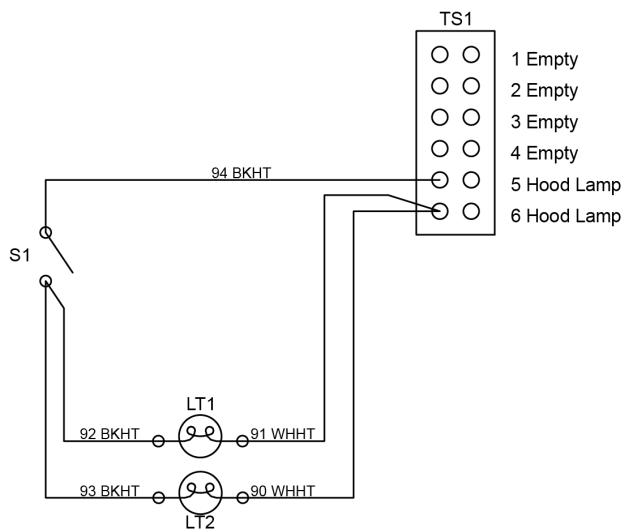 TS1
1 Empty
2 Empty
3 Empty
4 Empty
94 BKHT
5 Hood Lamp
6 Hood Lamp
S1
LT1
92 BKHT
91 WHHT
93 BKHT
90 WHHT
LT2